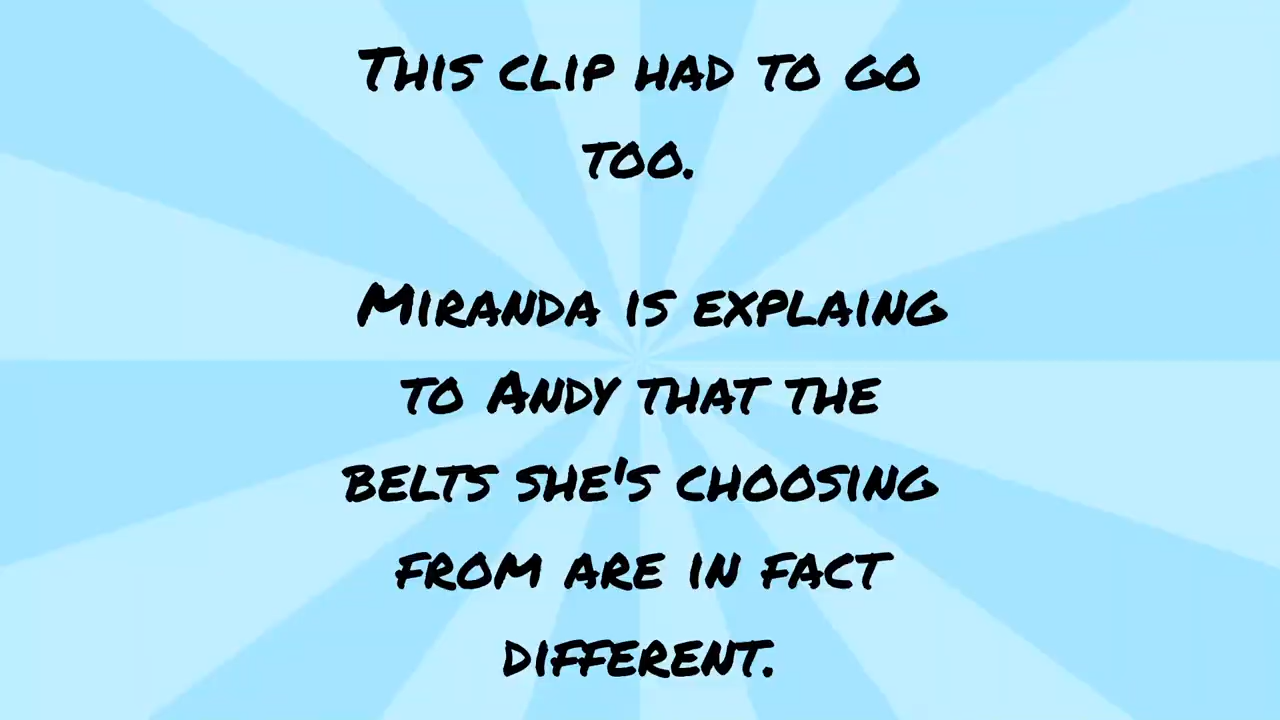 This clip had to go
too.
Miranda is explaing
to Andy that the
belts she's choosing
from are in fact
different.